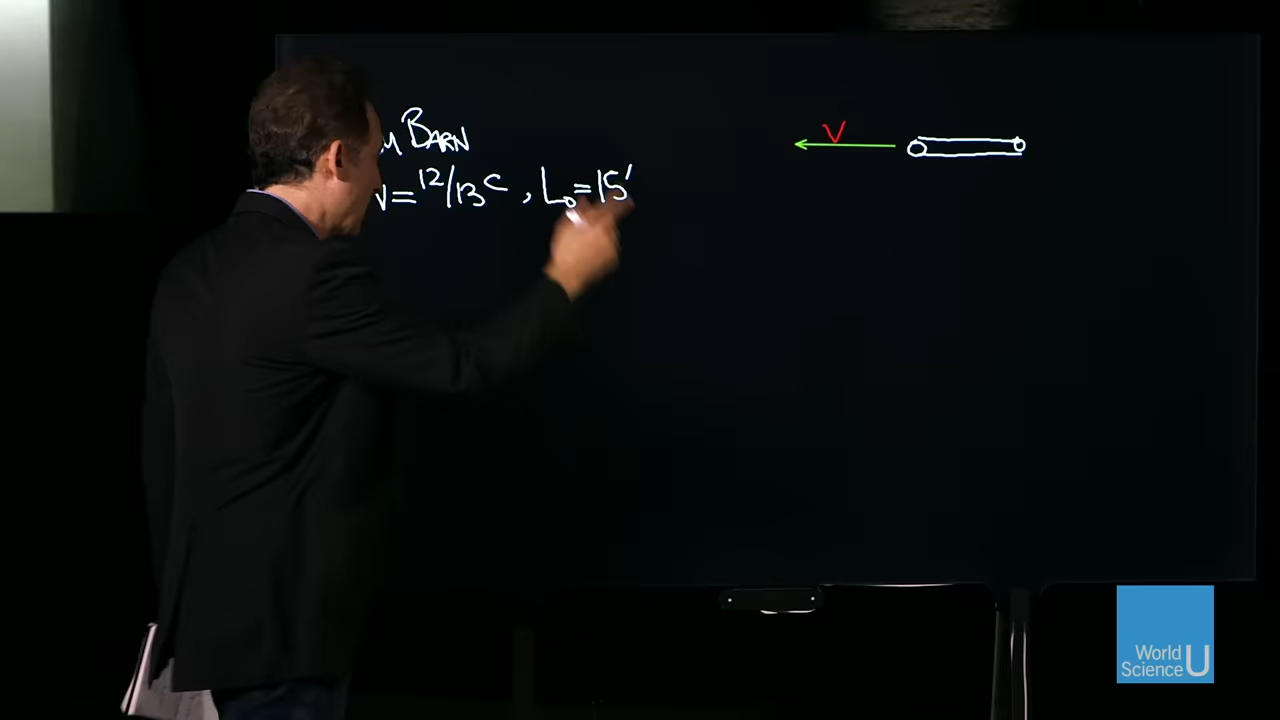 BARN
V = 12/13 C , L₀ = 15'
V
World
Science U